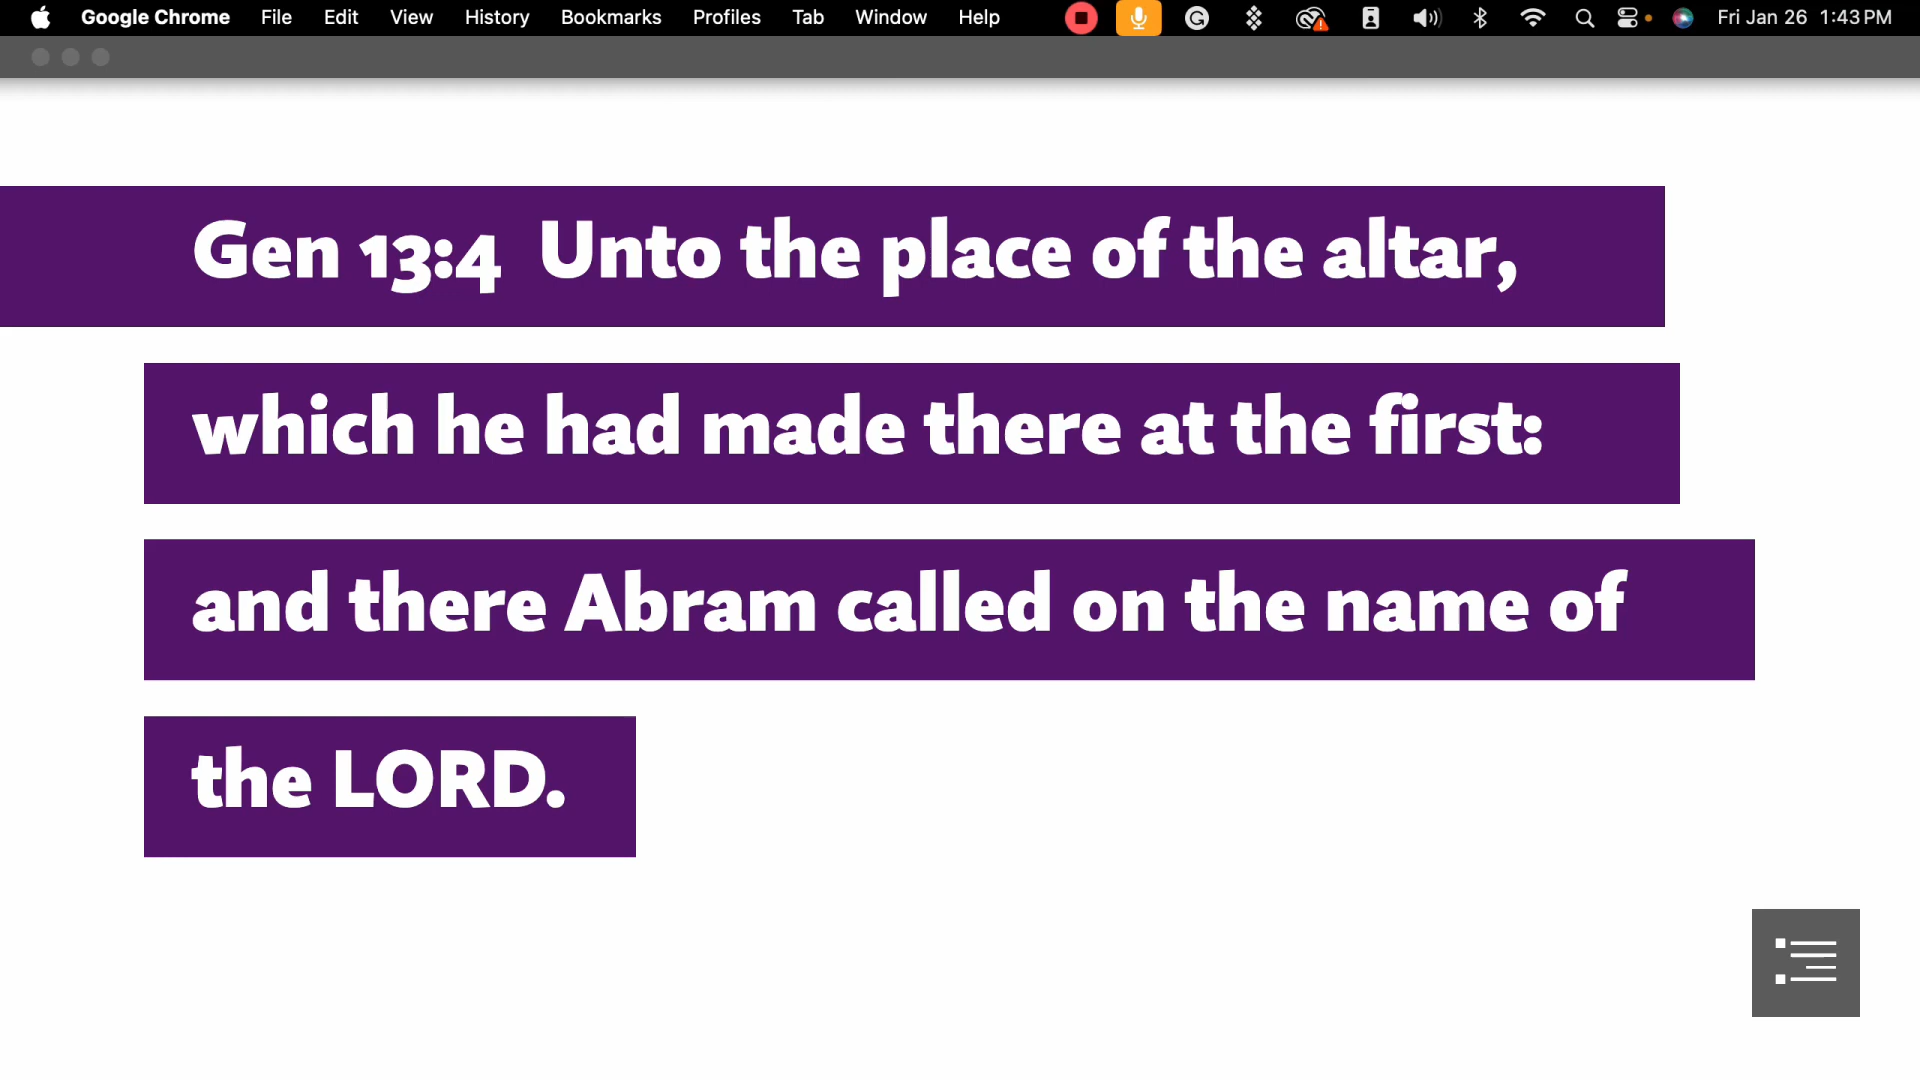 Google Chrome File Edit View History Bookmarks Profiles Tab Window Help Fri Jan 26 1:43 PM
Gen 13:4 Unto the place of the altar,
which he had made there at the first:
and there Abram called on the name of
the LORD.